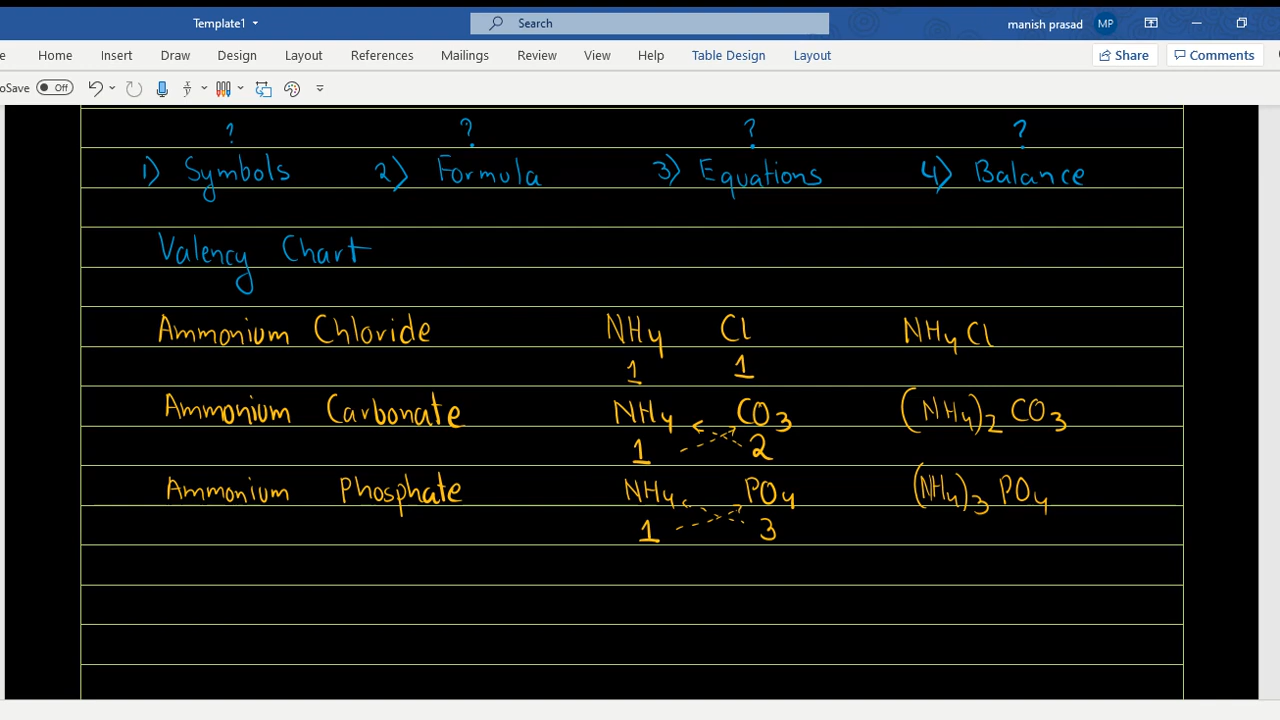 Template1 Search manish prasad MP
Home Insert Draw Design Layout References Mailings Review View Help Table Design Layout Share Comments
oSave Off
? ? ? ?
1) Symbols 2) Formula 3) Equations 4) Balance
Valency Chart
Ammonium Chloride NH4 Cl NH4Cl
1 1
Ammonium Carbonate NH4 CO3 (NH4)2 CO3
1 2
Ammonium Phosphate NH4 PO4 (NH4)3 PO4
1 3